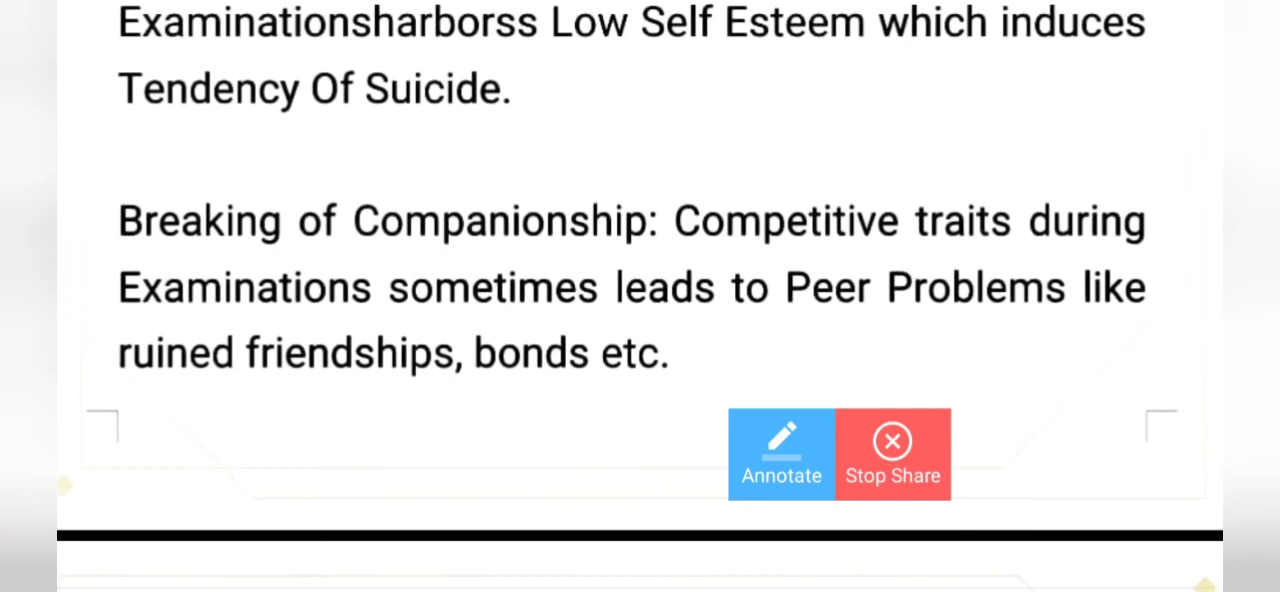 Examinationsharborss Low Self Esteem which induces
Tendency Of Suicide.
Breaking of Companionship: Competitive traits during
Examinations sometimes leads to Peer Problems like
ruined friendships, bonds etc.
Annotate Stop Share